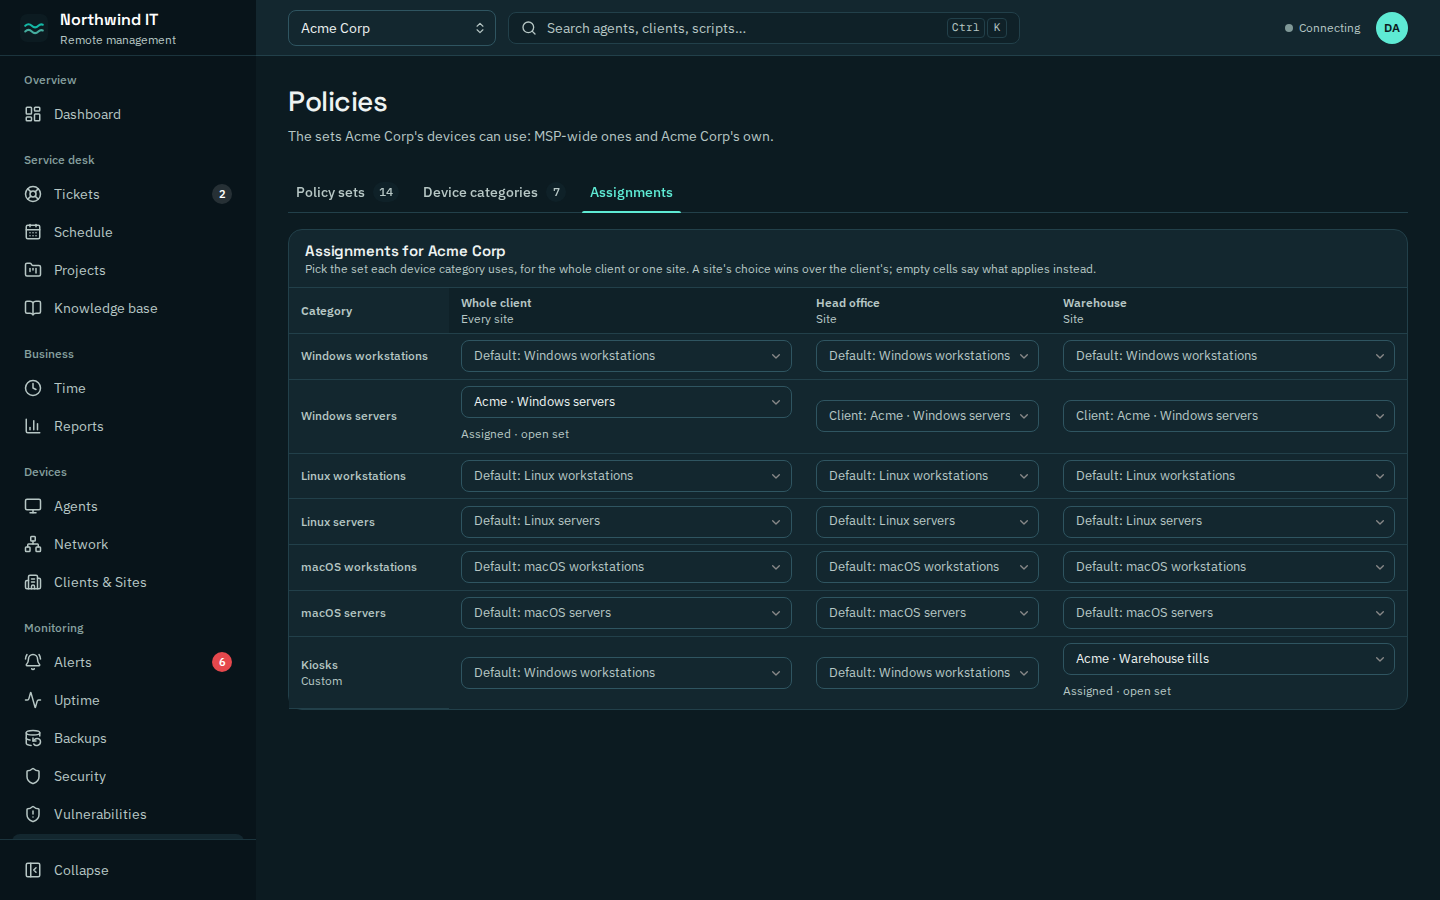 Northwind IT
Remote management
Acme Corp
Search agents, clients, scripts...
Ctrl K
Connecting
DA
Overview
Dashboard
Service desk
Tickets 2
Schedule
Projects
Knowledge base
Business
Time
Reports
Devices
Agents
Network
Clients & Sites
Monitoring
Alerts 6
Uptime
Backups
Security
Vulnerabilities
Collapse
Policies
The sets Acme Corp's devices can use: MSP-wide ones and Acme Corp's own.
Policy sets 14 Device categories 7 Assignments
Assignments for Acme Corp
Pick the set each device category uses, for the whole client or one site. A site's choice wins over the client's; empty cells say what applies instead.
Category
Whole client
Every site
Head office
Site
Warehouse
Site
Windows workstations Default: Windows workstations Default: Windows workstations Default: Windows workstations
Windows servers Acme · Windows servers
Assigned · open set
Client: Acme · Windows servers Client: Acme · Windows servers
Linux workstations Default: Linux workstations Default: Linux workstations Default: Linux workstations
Linux servers Default: Linux servers Default: Linux servers Default: Linux servers
macOS workstations Default: macOS workstations Default: macOS workstations Default: macOS workstations
macOS servers Default: macOS servers Default: macOS servers Default: macOS servers
Kiosks
Custom
Default: Windows workstations Default: Windows workstations Acme · Warehouse tills
Assigned · open set